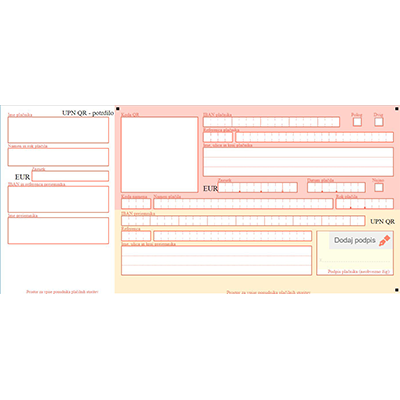 UPN QR - potrdilo
Ime plačnika
Namen in rok plačila
Znesek
EUR
IBAN in referenca prejemnika
Ime prejemnika
Koda QR
IBAN plačnika
Polog
Dvig
Referenca plačnika
Ime, ulica in kraj plačnika
Znesek
Datum plačila
Nujno
EUR
Koda namena
Namen plačila
Rok plačila
IBAN prejemnika
UPN QR
Referenca
Ime, ulica in kraj prejemnika
Dodaj podpis
Podpis plačnika
Prostor za vpise ponudnika plačilnih storitev
Prostor za vpise ponudnika plačilnih storitev